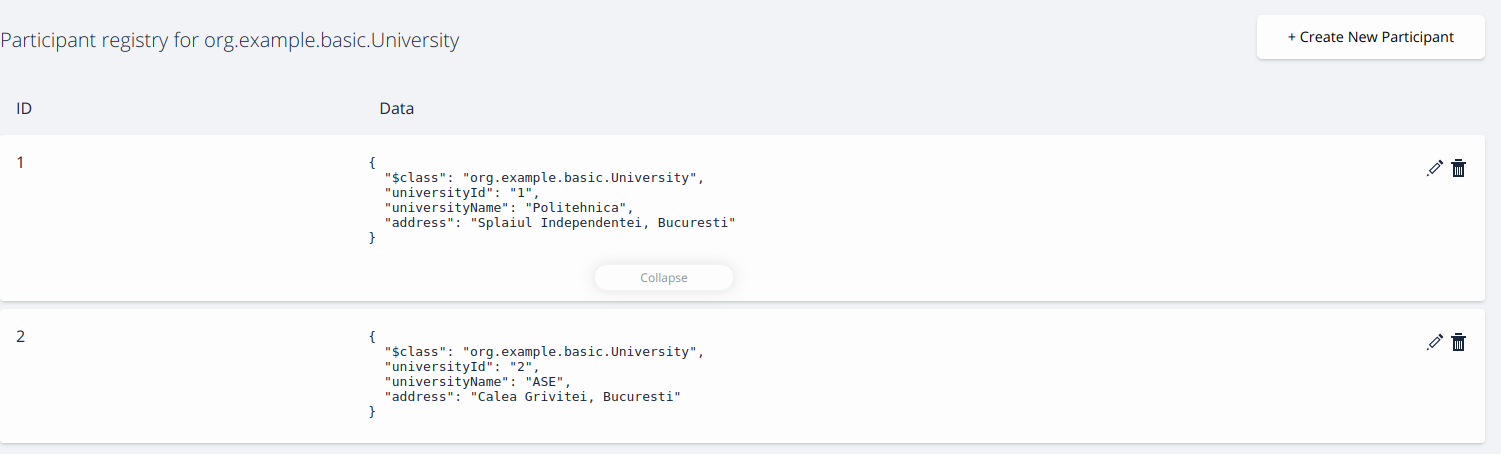 Participant registry for org.example.basic.University
+ Create New Participant
ID Data
1
{
"$class": "org.example.basic.University",
"universityId": "1",
"universityName": "Politehnica",
"address": "Splaiul Independentei, Bucuresti"
}
Collapse
2
{
"$class": "org.example.basic.University",
"universityId": "2",
"universityName": "ASE",
"address": "Calea Grivitei, Bucuresti"
}